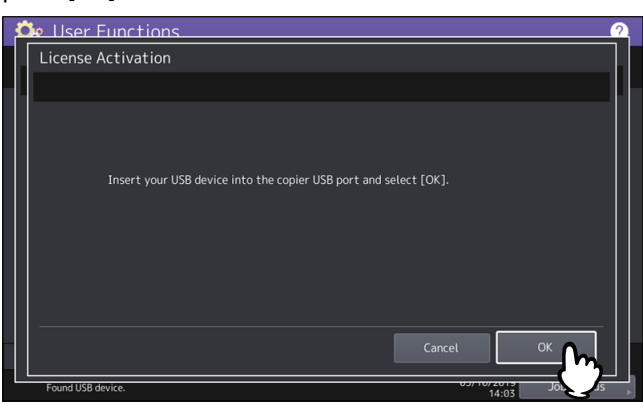 User Functions
?
License Activation
Insert your USB device into the copier USB port and select [OK].
Cancel
OK
Found USB device.
14:03